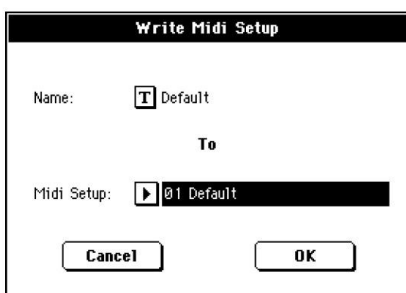 Write Midi Setup
Name: T Default
To
Midi Setup: 01 Default
Cancel OK